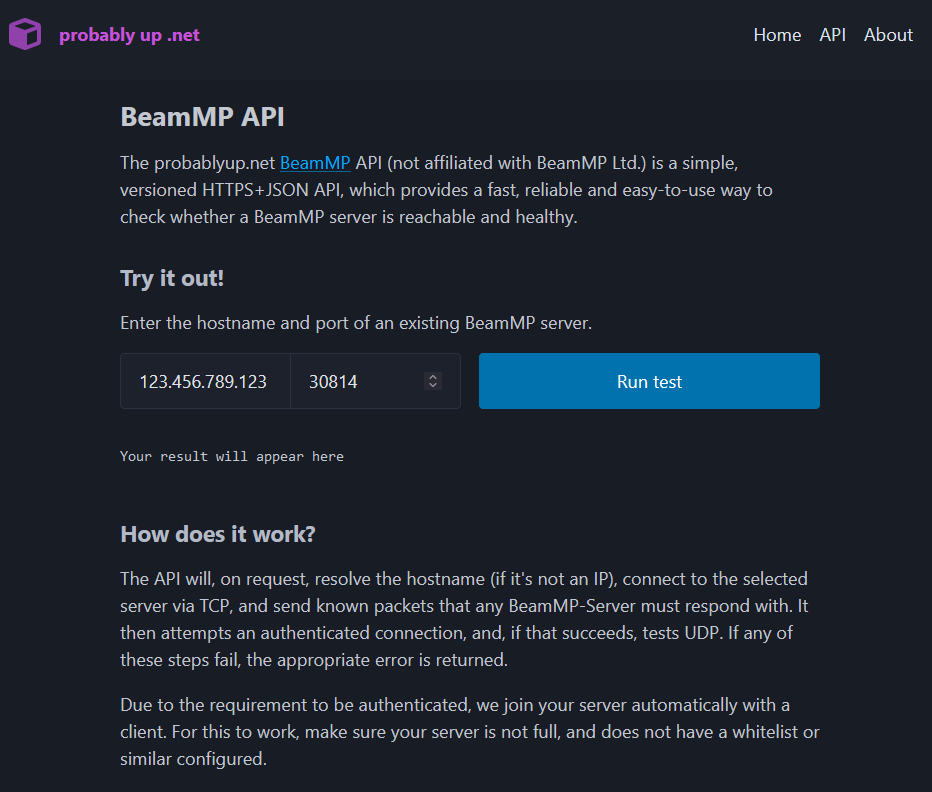 probably up .net
Home API About
BeamMP API
The probablyup.net BeamMP API (not affiliated with BeamMP Ltd.) is a simple,
versioned HTTPS+JSON API, which provides a fast, reliable and easy-to-use way to
check whether a BeamMP server is reachable and healthy.
Try it out!
Enter the hostname and port of an existing BeamMP server.
123.456.789.123 30814 Run test
Your result will appear here
How does it work?
The API will, on request, resolve the hostname (if it's not an IP), connect to the selected
server via TCP, and send known packets that any BeamMP-Server must respond with. It
then attempts an authenticated connection, and, if that succeeds, tests UDP. If any of
these steps fail, the appropriate error is returned.
Due to the requirement to be authenticated, we join your server automatically with a
client. For this to work, make sure your server is not full, and does not have a whitelist or
similar configured.